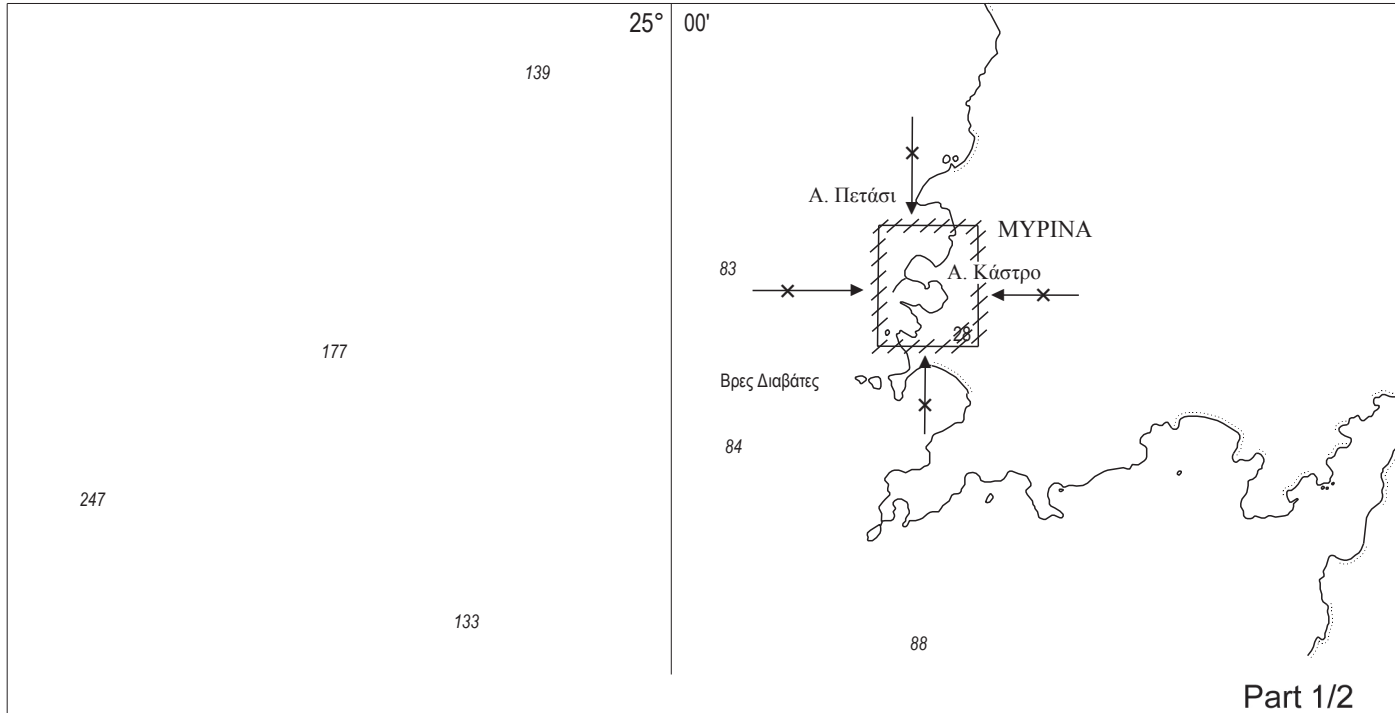 25° 00'
139
Α. Πετάσι
ΜΥΡΙΝΑ
83
Α. Κάστρο
28
177
Βρες Διαβάτες
84
247
133
88
Part 1/2